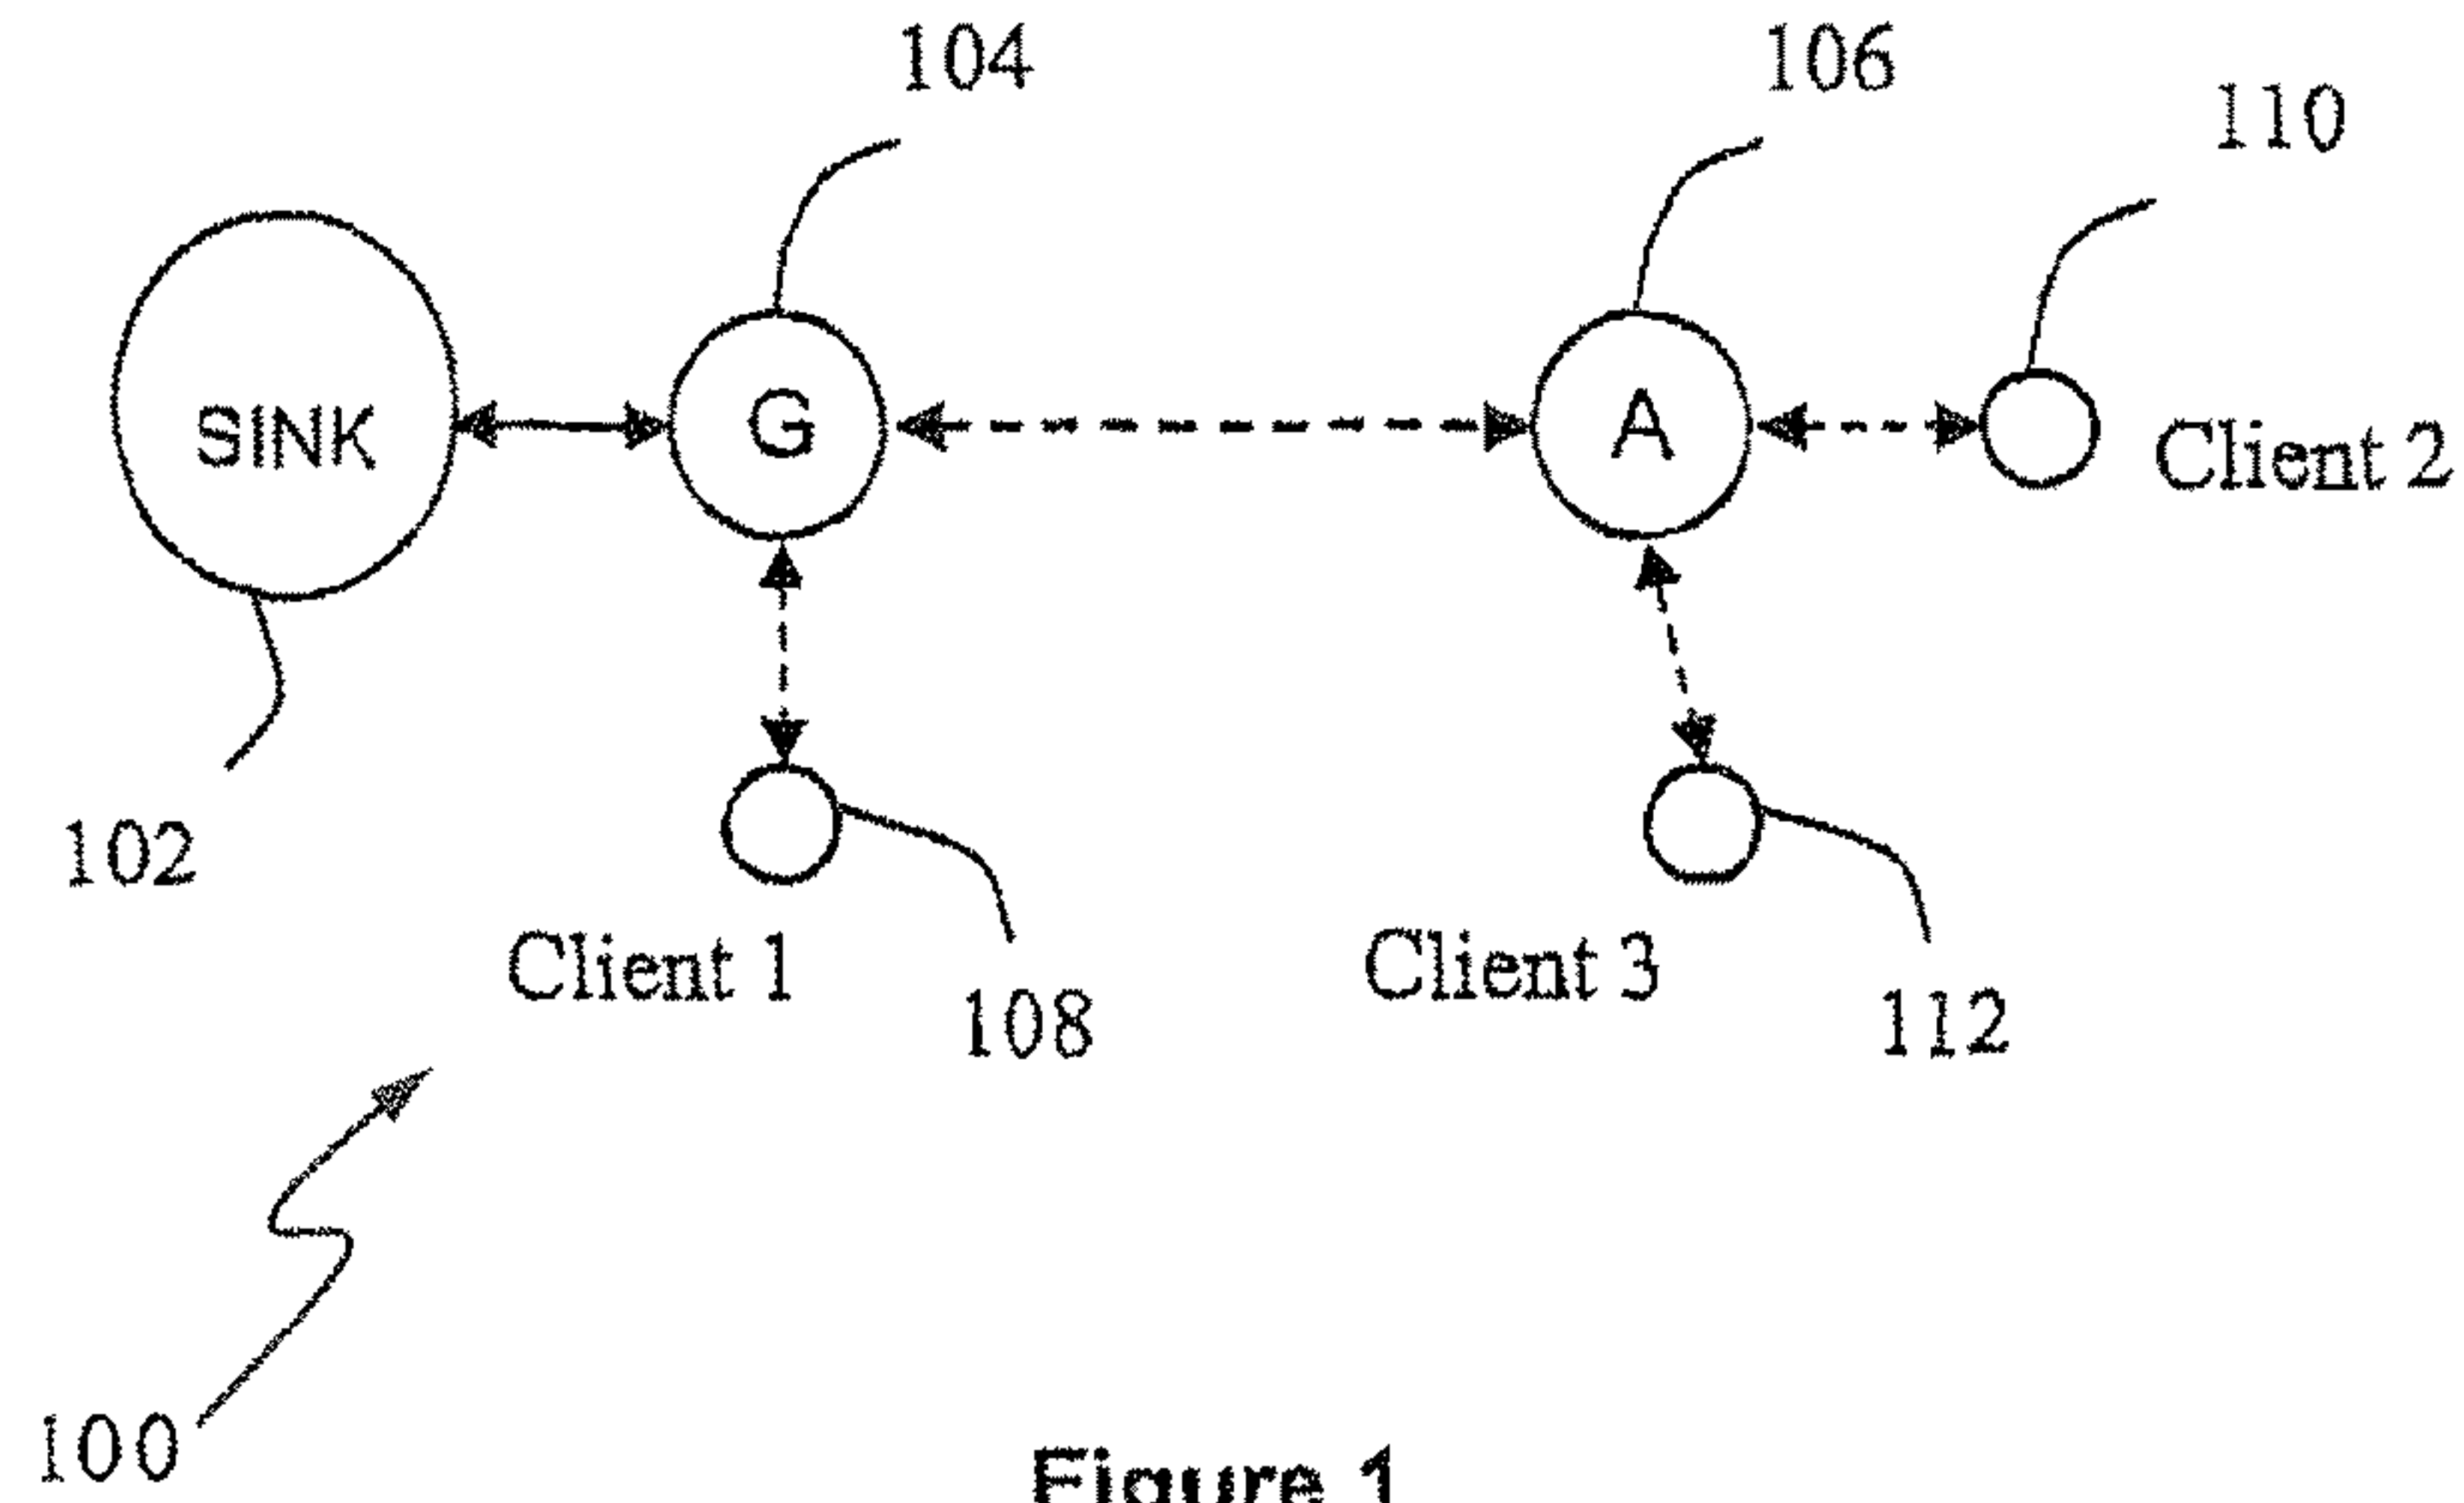 104
106
110
SINK
G
A
Client 2
102
Client 1
108
Client 3
112
100
Figure 1